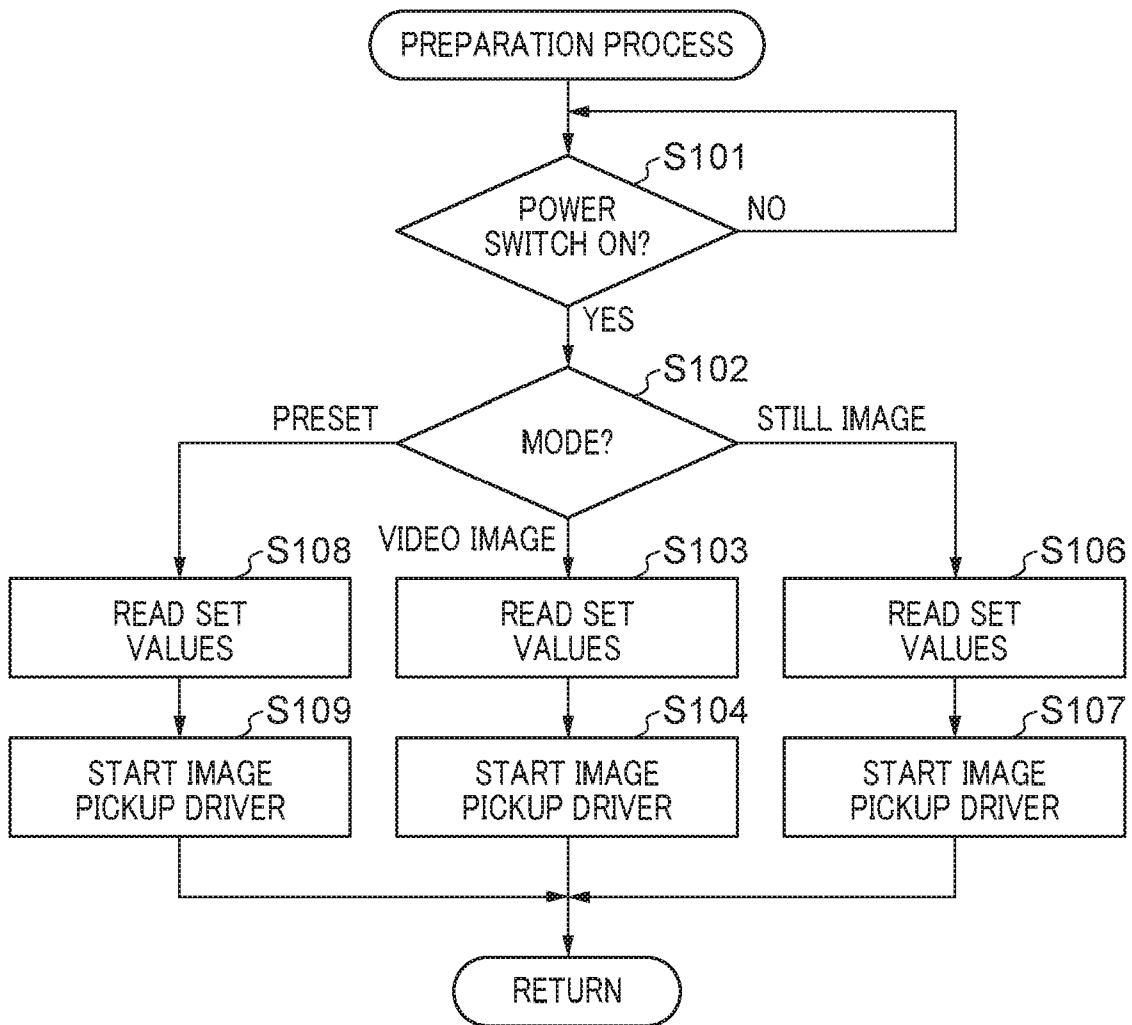 PREPARATION PROCESS
S101
POWER
SWITCH ON?
NO
YES
S102
PRESET
MODE?
STILL IMAGE
VIDEO IMAGE
S108
S103
S106
READ SET
VALUES
READ SET
VALUES
READ SET
VALUES
S109
S104
S107
START IMAGE
PICKUP DRIVER
START IMAGE
PICKUP DRIVER
START IMAGE
PICKUP DRIVER
RETURN